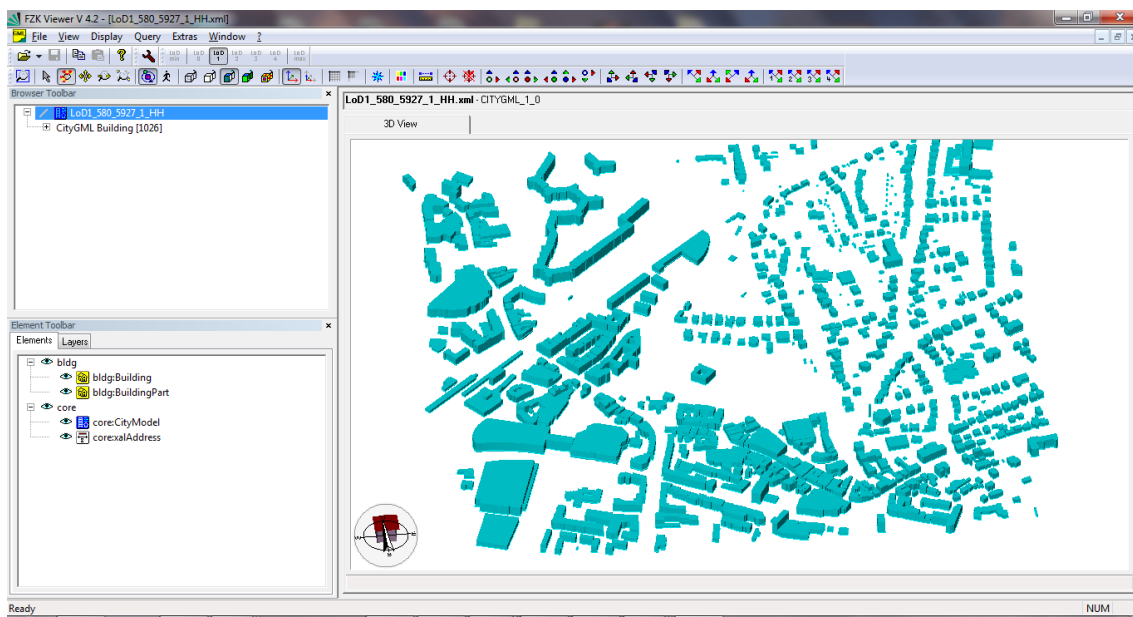 FZK Viewer V 4.2 - [LoD1_580_5927_1_HH.xml]
File View Display Query Extras Window ?
LoD 1
Browser Toolbar
LoD1_580_5927_1_HH
CityGML Building [1026]
LoD1_580_5927_1_HH.xml - CITYGML_1_0
3D View
Element Toolbar
Elements Layers
bldg
bldg:Building
bldg:BuildingPart
core
core:CityModel
core:xalAddress
Ready
NUM